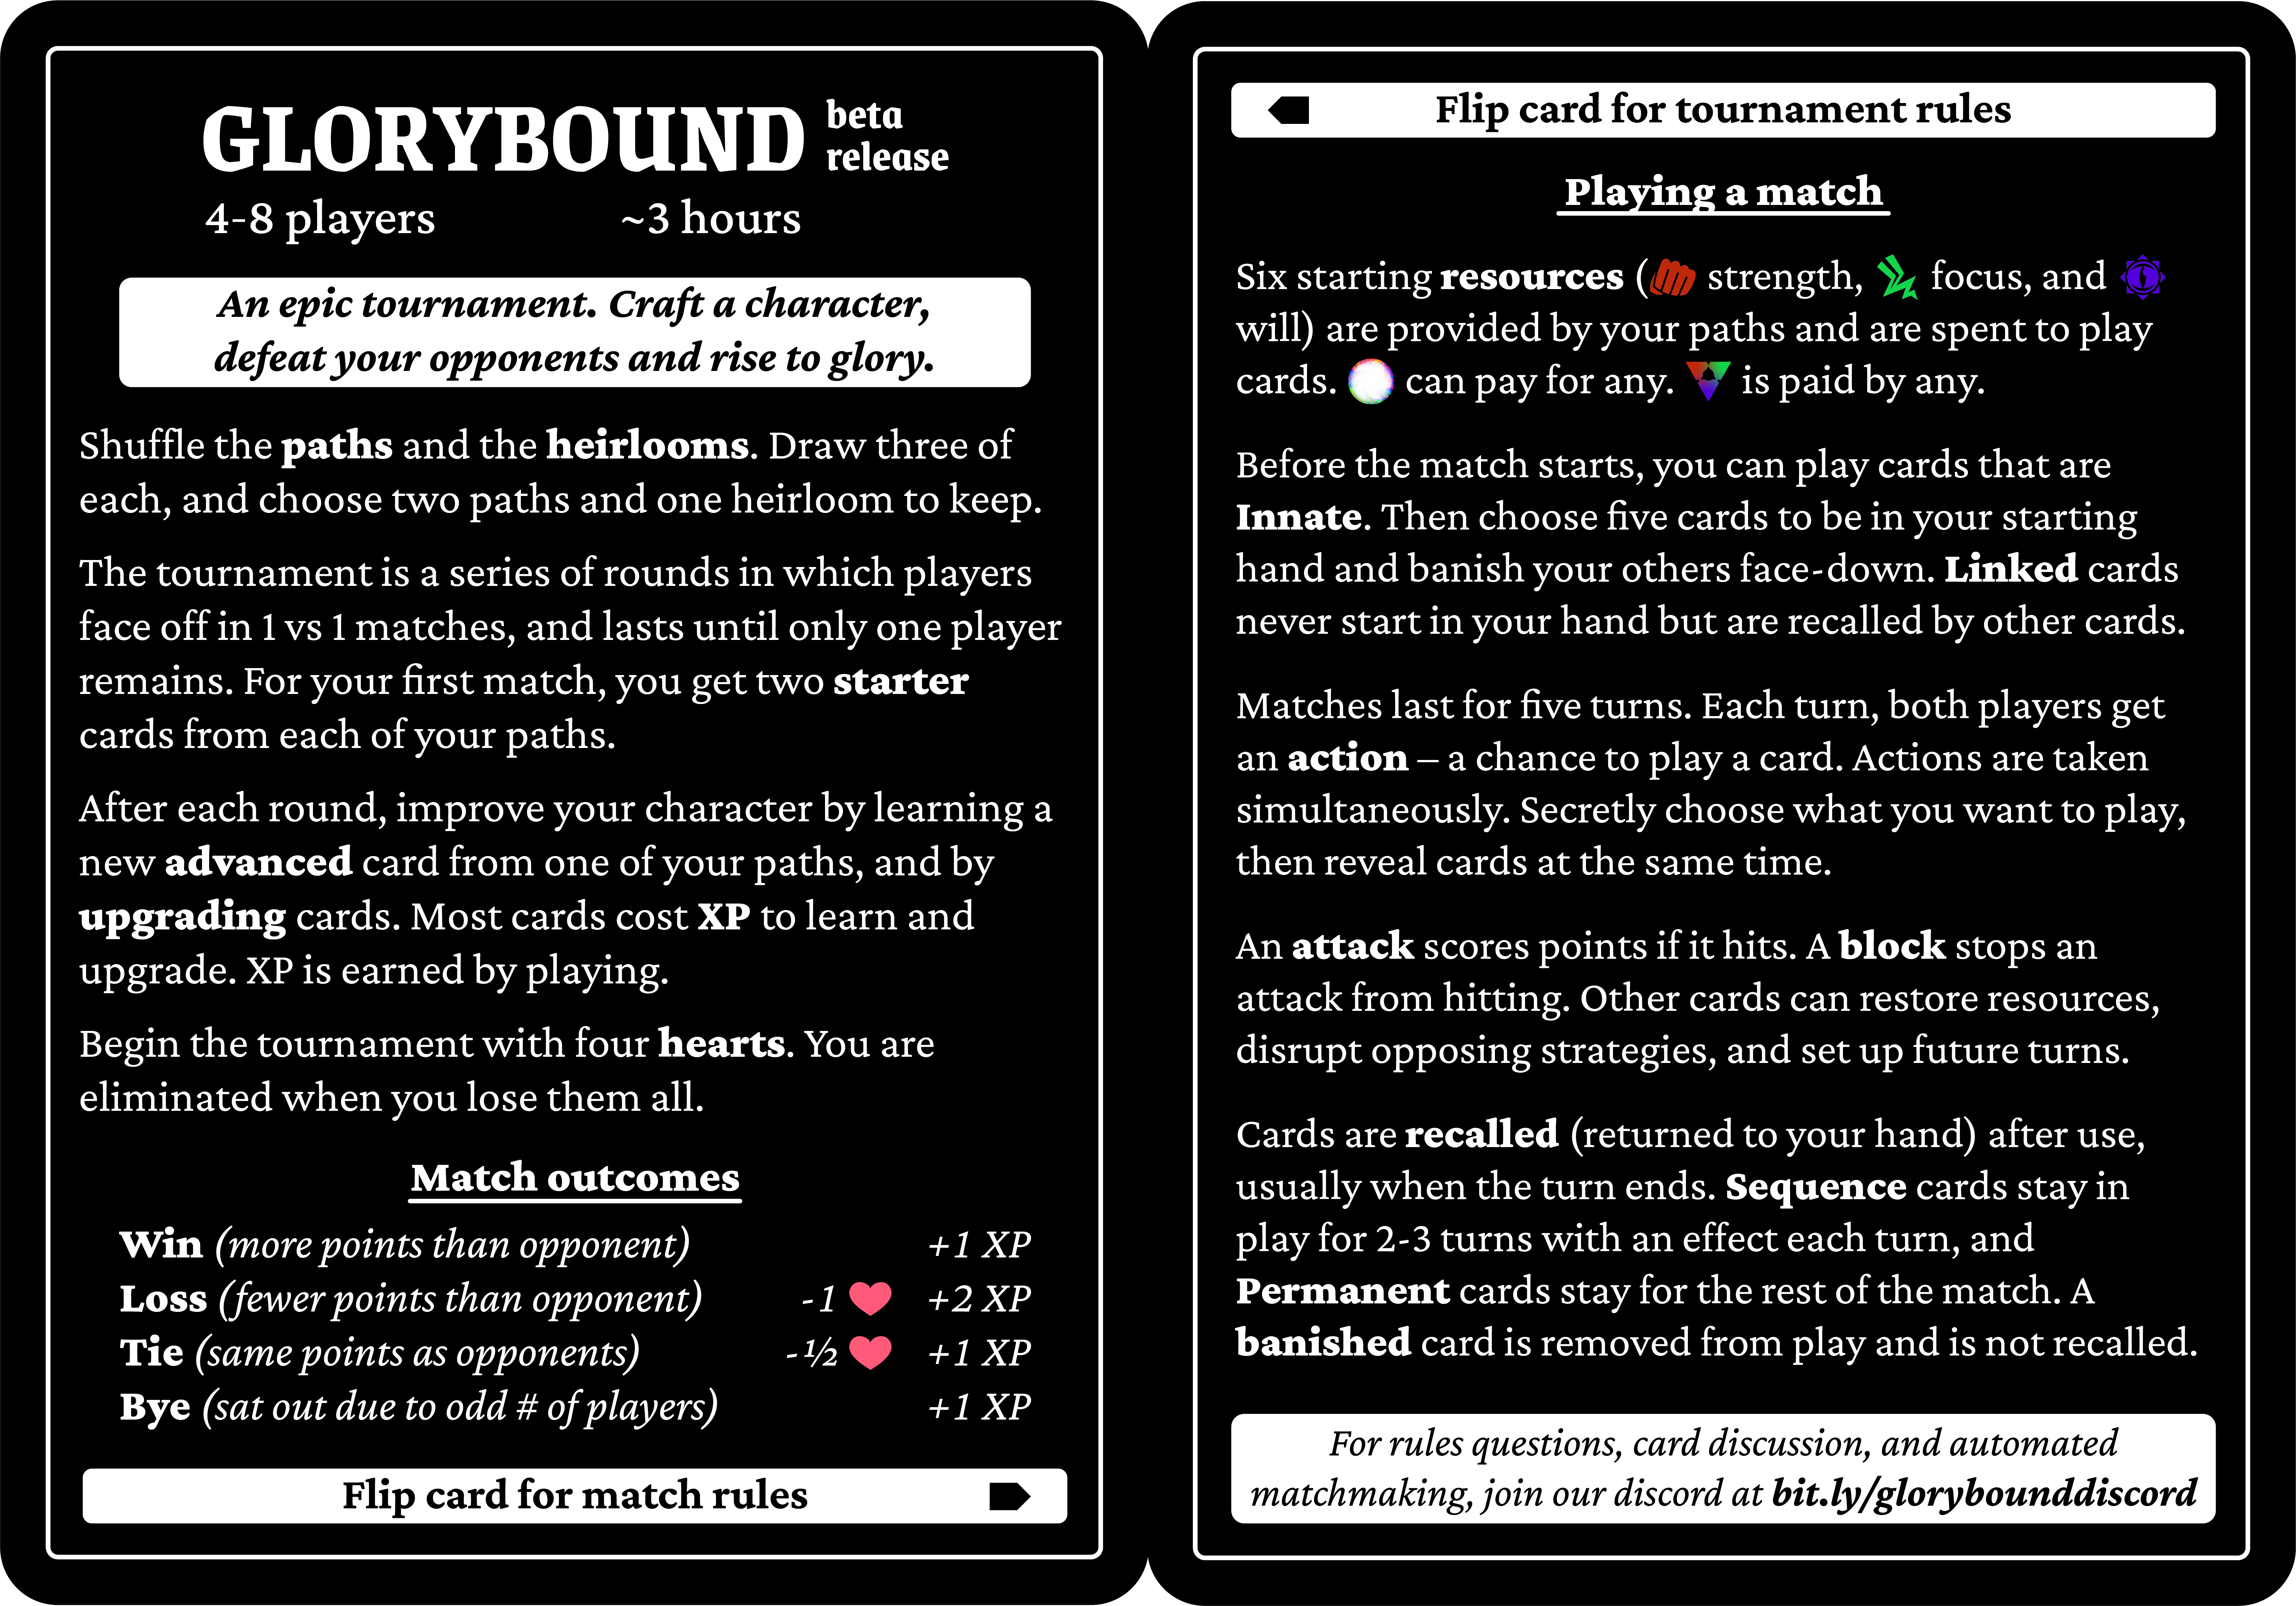 GLORYBOUND beta release
4-8 players ~3 hours
An epic tournament. Craft a character,
defeat your opponents and rise to glory.
Shuffle the paths and the heirlooms. Draw three of
each, and choose two paths and one heirloom to keep.
The tournament is a series of rounds in which players
face off in 1 vs 1 matches, and lasts until only one player
remains. For your first match, you get two starter
cards from each of your paths.
After each round, improve your character by learning a
new advanced card from one of your paths, and by
upgrading cards. Most cards cost XP to learn and
upgrade. XP is earned by playing.
Begin the tournament with four hearts. You are
eliminated when you lose them all.
Match outcomes
Win (more points than opponent) +1 XP
Loss (fewer points than opponent) -1 +2 XP
Tie (same points as opponents) -½ +1 XP
Bye (sat out due to odd # of players) +1 XP
Flip card for match rules
Flip card for tournament rules
Playing a match
Six starting resources ( strength, focus, and
will) are provided by your paths and are spent to play
cards. can pay for any. is paid by any.
Before the match starts, you can play cards that are
Innate. Then choose five cards to be in your starting
hand and banish your others face-down. Linked cards
never start in your hand but are recalled by other cards.
Matches last for five turns. Each turn, both players get
an action – a chance to play a card. Actions are taken
simultaneously. Secretly choose what you want to play,
then reveal cards at the same time.
An attack scores points if it hits. A block stops an
attack from hitting. Other cards can restore resources,
disrupt opposing strategies, and set up future turns.
Cards are recalled (returned to your hand) after use,
usually when the turn ends. Sequence cards stay in
play for 2-3 turns with an effect each turn, and
Permanent cards stay for the rest of the match. A
banished card is removed from play and is not recalled.
For rules questions, card discussion, and automated
matchmaking, join our discord at bit.ly/glorybounddiscord